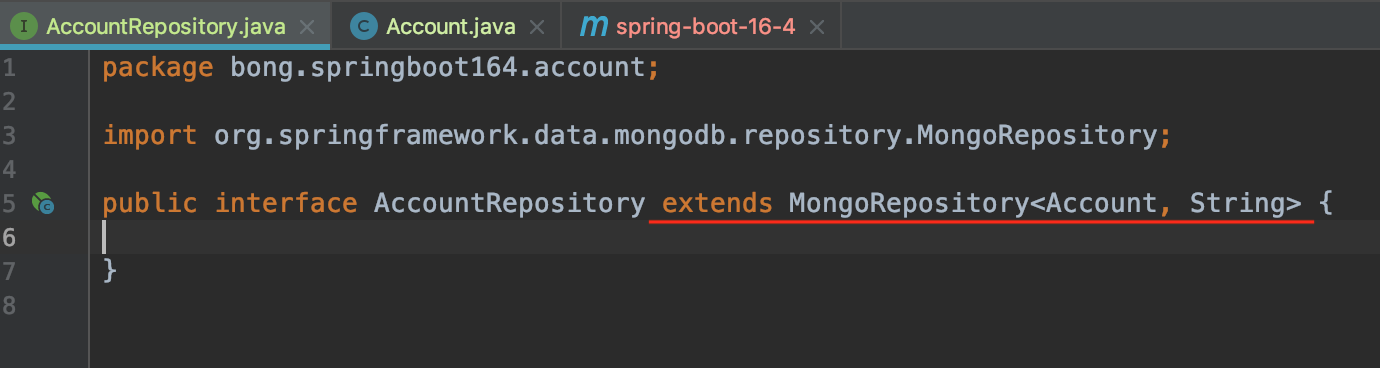 AccountRepository.java Account.java spring-boot-16-4
1 package bong.springboot164.account;
2
3 import org.springframework.data.mongodb.repository.MongoRepository;
4
5 public interface AccountRepository extends MongoRepository<Account, String> {
6
7 }
8